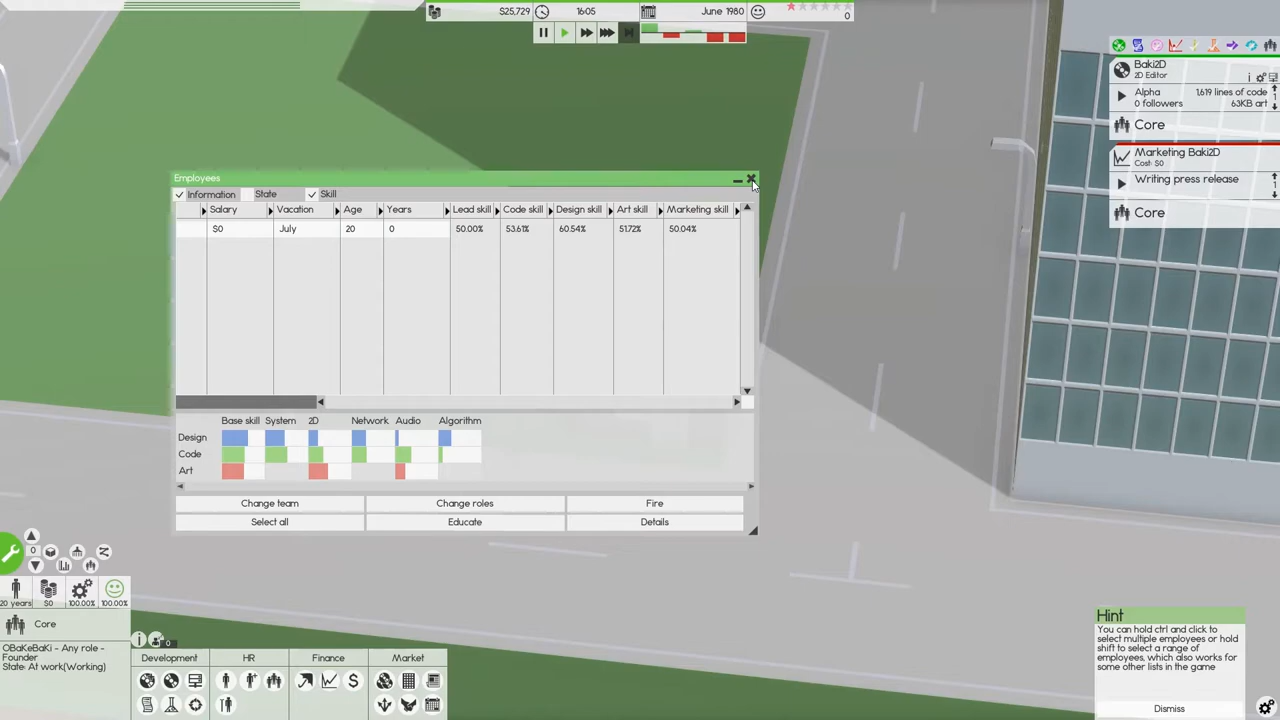 $25,729 16:05 June 1980 0
Baki2D
2D Editor
Alpha 1,619 lines of code
0 followers 63KB art
1
Core
Marketing Baki2D
Cost: $0
Writing press release
1
Core
Employees
Information State Skill
Salary Vacation Age Years Lead skill Code skill Design skill Art skill Marketing skill
$0 July 20 0 50.00% 53.61% 60.54% 51.72% 50.04%
Base skill System 2D Network Audio Algorithm
Design
Code
Art
Change team Change roles Fire
Select all Educate Details
0
20 years $0 100.00% 100.00%
Core
OBaKeBaKi - Any role -
Founder
State: At work(Working)
0
Development HR Finance Market
Hint
You can hold ctrl and click to
select multiple employees or hold
shift to select a range of
employees, which also works for
some other lists in the game
Dismiss